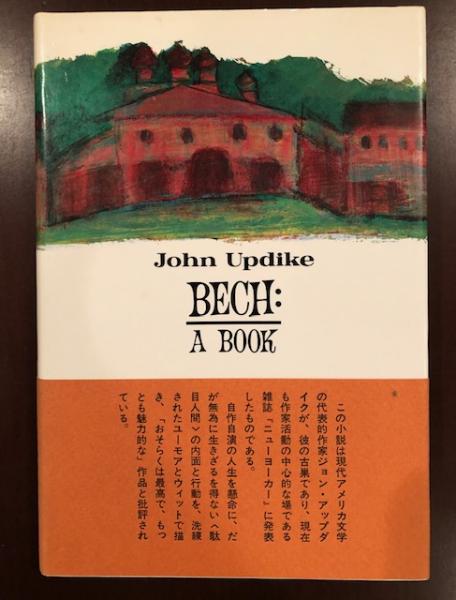 John Updike
BECH:
A BOOK
この小説は現代アメリカ文学
の代表的作家ジョン・アップダ
イクが、彼の古巣であり、現在
も作家活動の中心的な場である
雑誌「ニューヨーカー」に発表
したものである。
自作自演の人生を懸命に、だ
が無為に生きざるを得ない〈駄
目人間〉の内面と行動を、洗練
されたユーモアとウィットで描
き、「おそらくは最高で、もっ
とも魅力的な」作品と批評され
ている。